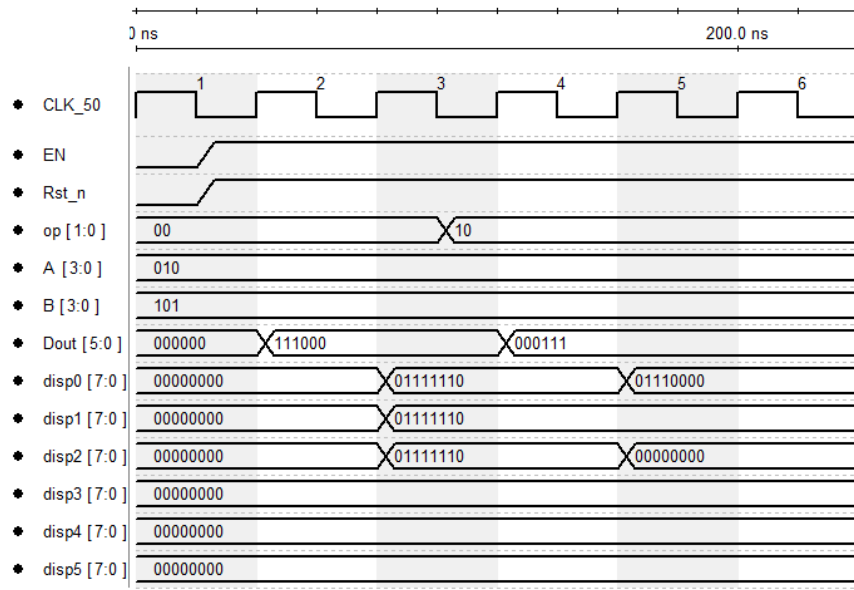 0 ns 200.0 ns
1 2 3 4 5 6
CLK_50
EN
Rst_n
op [1:0 ] 00 10
A [3:0 ] 010
B [3:0 ] 101
Dout [5:0 ] 000000 111000 000111
disp0 [7:0 ] 00000000 01111110 01110000
disp1 [7:0 ] 00000000 01111110
disp2 [7:0 ] 00000000 01111110 00000000
disp3 [7:0 ] 00000000
disp4 [7:0 ] 00000000
disp5 [7:0 ] 00000000